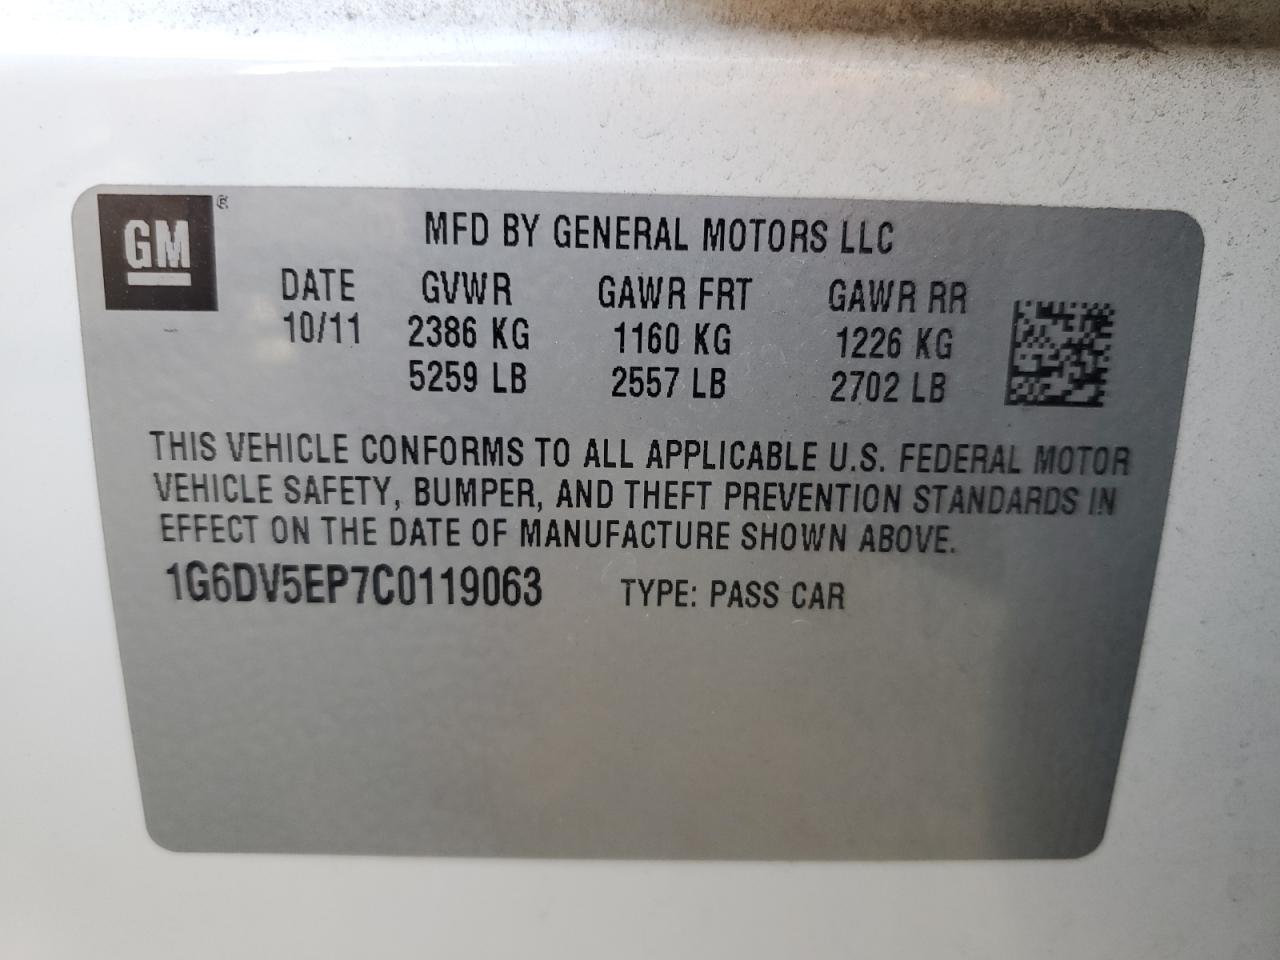 GM
MFD BY GENERAL MOTORS LLC
DATE GVWR GAWR FRT GAWR RR
10/11 2386 KG 1160 KG 1226 KG
5259 LB 2557 LB 2702 LB
THIS VEHICLE CONFORMS TO ALL APPLICABLE U.S. FEDERAL MOTOR
VEHICLE SAFETY, BUMPER, AND THEFT PREVENTION STANDARDS IN
EFFECT ON THE DATE OF MANUFACTURE SHOWN ABOVE.
1G6DV5EP7C0119063 TYPE: PASS CAR